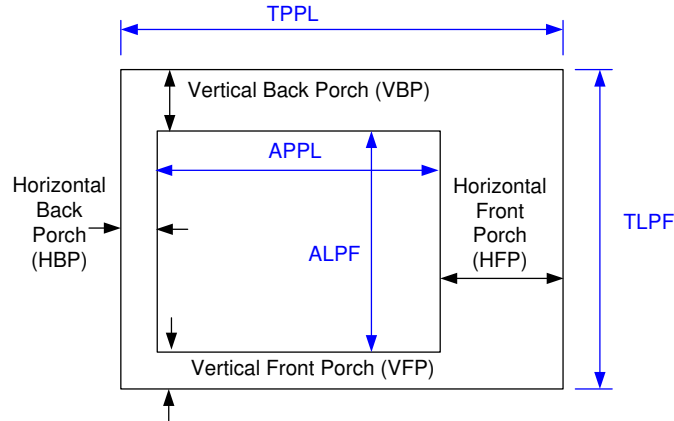 TPPL
Vertical Back Porch (VBP)
APPL
Horizontal
Back
Porch
(HBP)
ALPF
Horizontal
Front
Porch
(HFP)
TLPF
Vertical Front Porch (VFP)